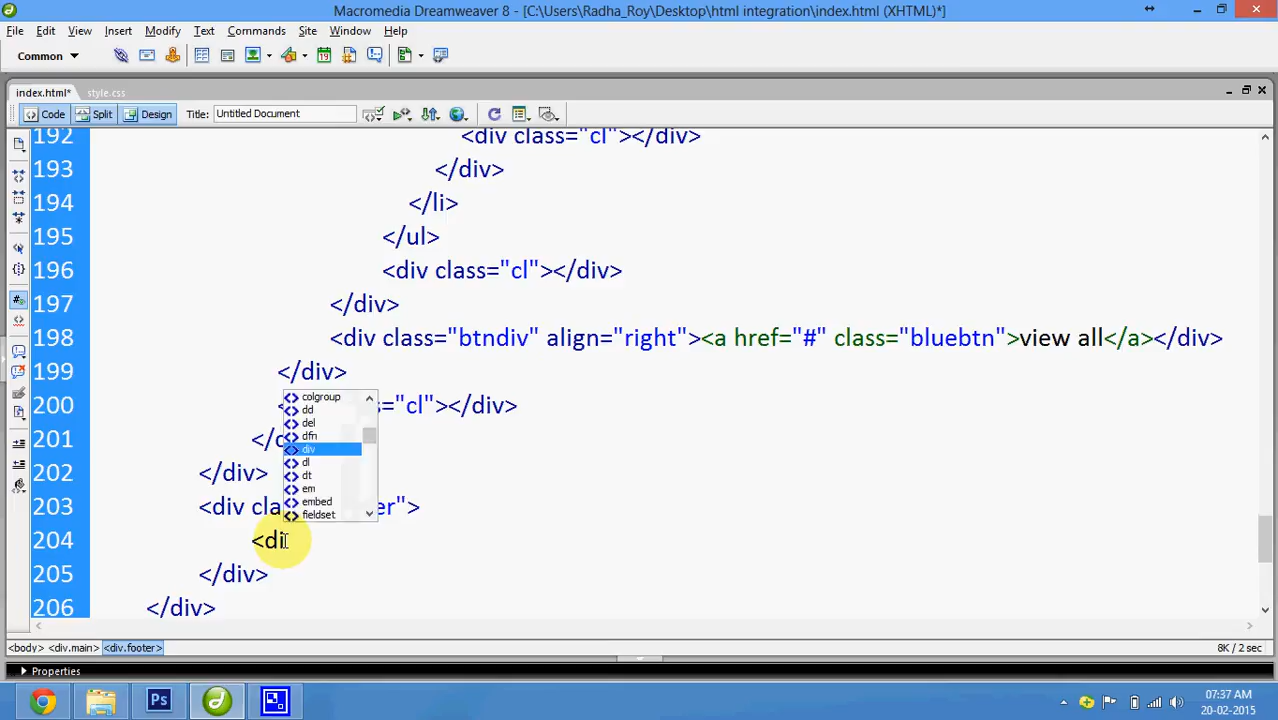 Macromedia Dreamweaver 8 - [C:\Users\Radha_Roy\Desktop\html integration\index.html (XHTML)*]
File Edit View Insert Modify Text Commands Site Window Help
Common
index.html* style.css
Code Split Design Title: Untitled Document
192 <div class="cl"></div>
193 </div>
194 </li>
195 </ul>
196 <div class="cl"></div>
197 </div>
198 <div class="btndiv" align="right"><a href="#" class="bluebtn">view all</a></div>
199 </div>
colgroup
dd
del
dfn
div
dl
dt
em
embed
fieldset
200 ="cl"></div>
201
202 </div>
203 <div er">
204 <di
205 </div>
206 </div>
<body> <div.main> <div.footer> 8K / 2 sec
Properties
Ps
07:37 AM
20-02-2015